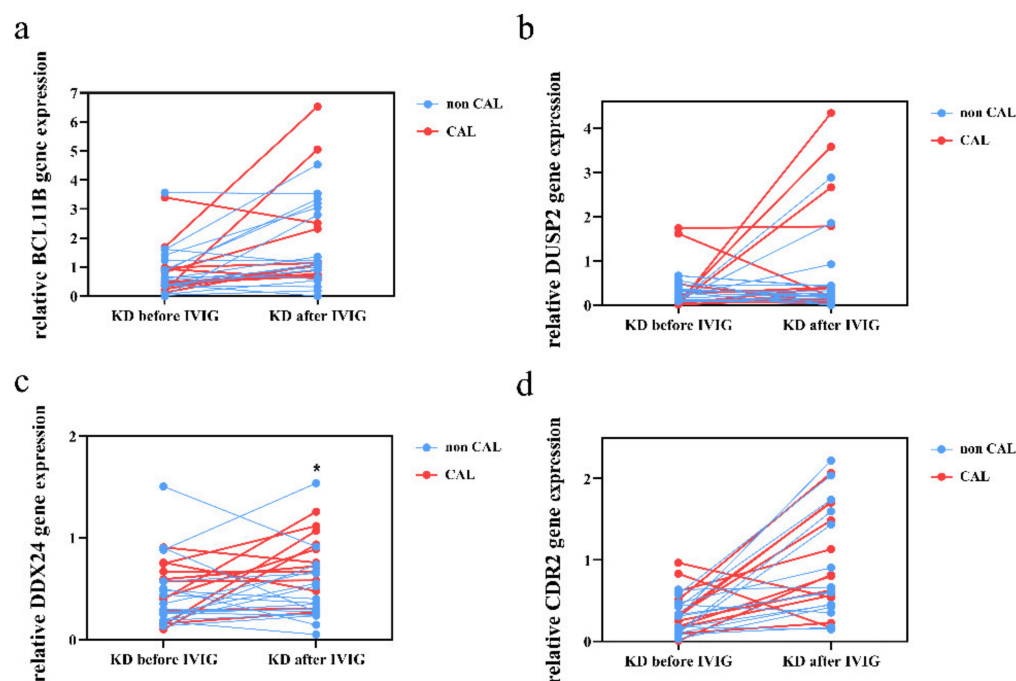 a
relative BCL11B gene expression
7
6
5
4
3
2
1
0
KD before IVIG KD after IVIG
non CAL
CAL
b
relative DUSP2 gene exprssion
4
3
2
1
0
KD before IVIG KD after IVIG
non CAL
CAL
c
relative DDX24 gene expression
2
1
0
*
KD before IVIG KD after IVIG
non CAL
CAL
d
relative CDR2 gene exprssion
2
1
0
KD before IVIG KD after IVIG
non CAL
CAL